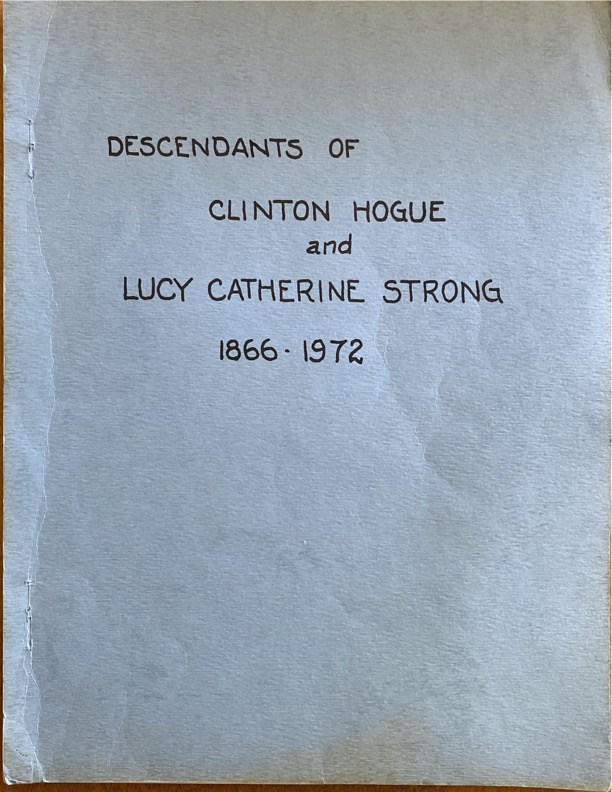 DESCENDANTS OF
CLINTON HOGUE
and
LUCY CATHERINE STRONG
1866 · 1972